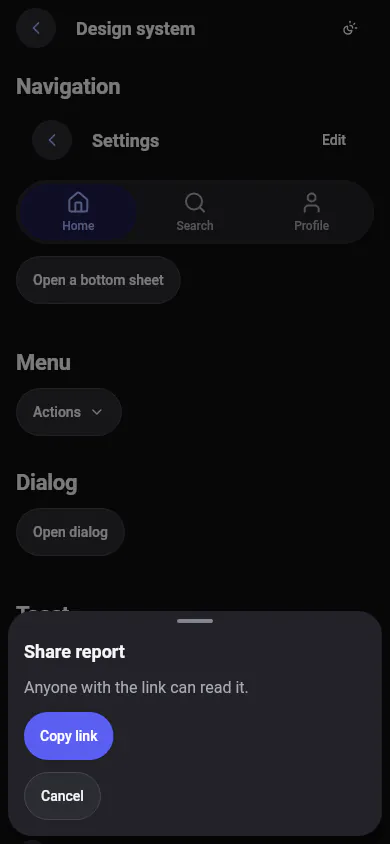 Design system
Navigation
Settings
Edit
Home
Search
Profile
Open a bottom sheet
Menu
Actions
Dialog
Open dialog
Toast
Share report
Anyone with the link can read it.
Copy link
Cancel